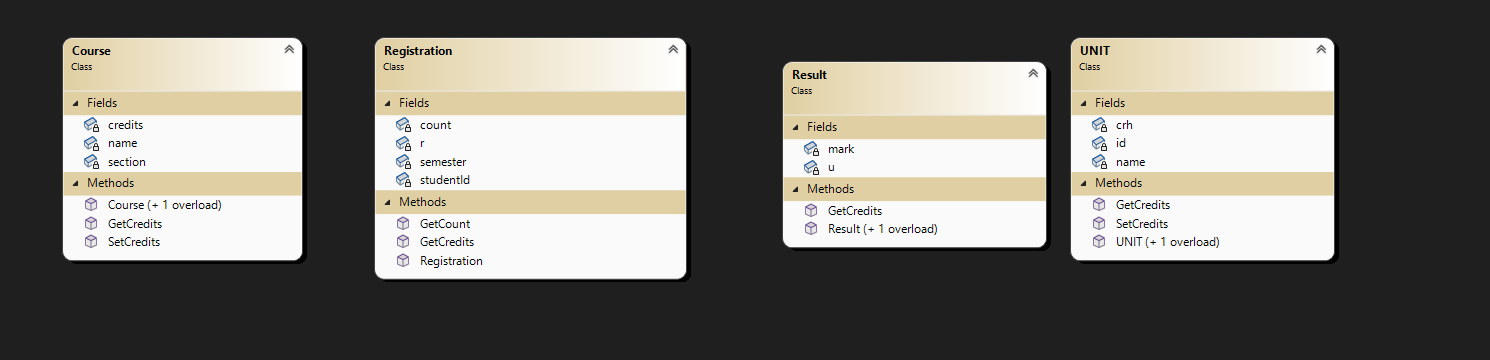 Course
Class
Fields
credits
name
section
Methods
Course (+ 1 overload)
GetCredits
SetCredits
Registration
Class
Fields
count
r
semester
studentId
Methods
GetCount
GetCredits
Registration
Result
Class
Fields
mark
u
Methods
GetCredits
Result (+ 1 overload)
UNIT
Class
Fields
crh
id
name
Methods
GetCredits
SetCredits
UNIT (+ 1 overload)